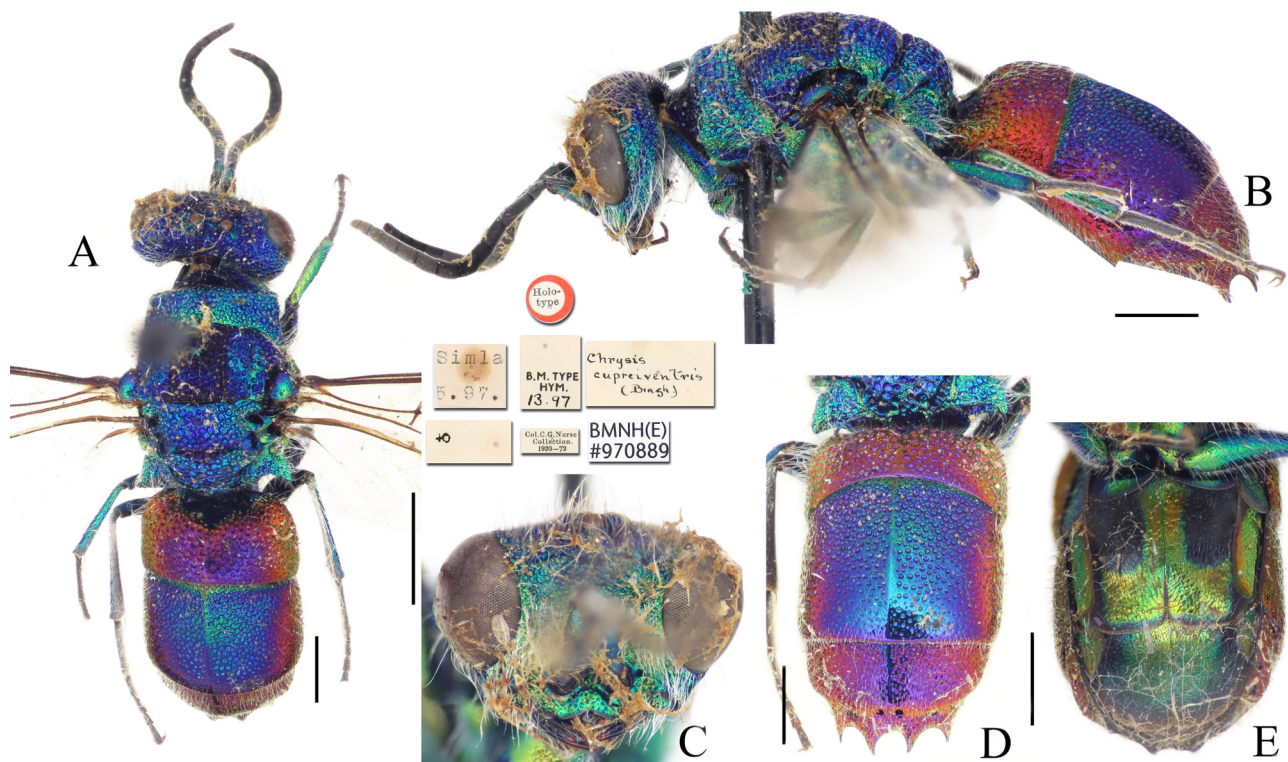 A
B
Holo-
type
Simla
5.97.
B.M. TYPE
HYM.
13.97
Chrysis
cupreiventris
(Bingh)
♀
Col.C.G.Nurse
Collection.
1920—72
BMNH(E)
#970889
C
D
E